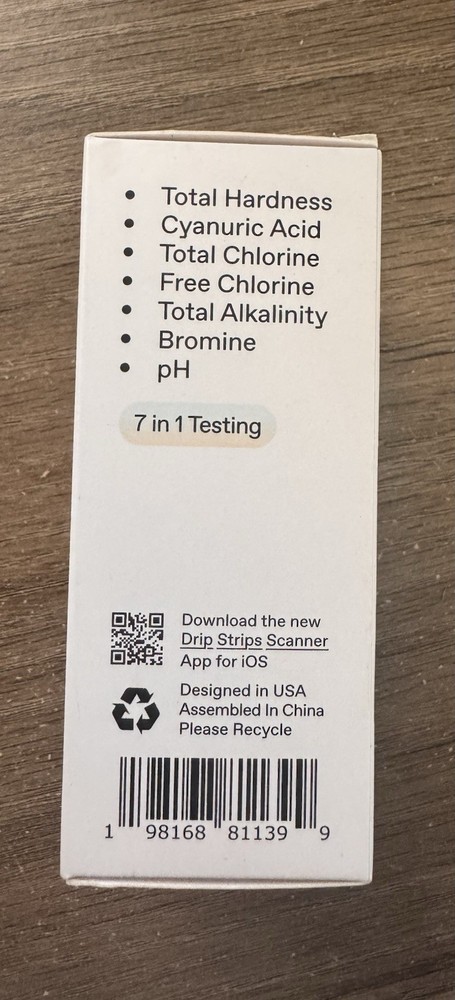 • Total Hardness
• Cyanuric Acid
• Total Chlorine
• Free Chlorine
• Total Alkalinity
• Bromine
• pH
7 in 1 Testing
Download the new
Drip Strips Scanner
App for iOS
Designed in USA
Assembled In China
Please Recycle
1 98168 81139 9